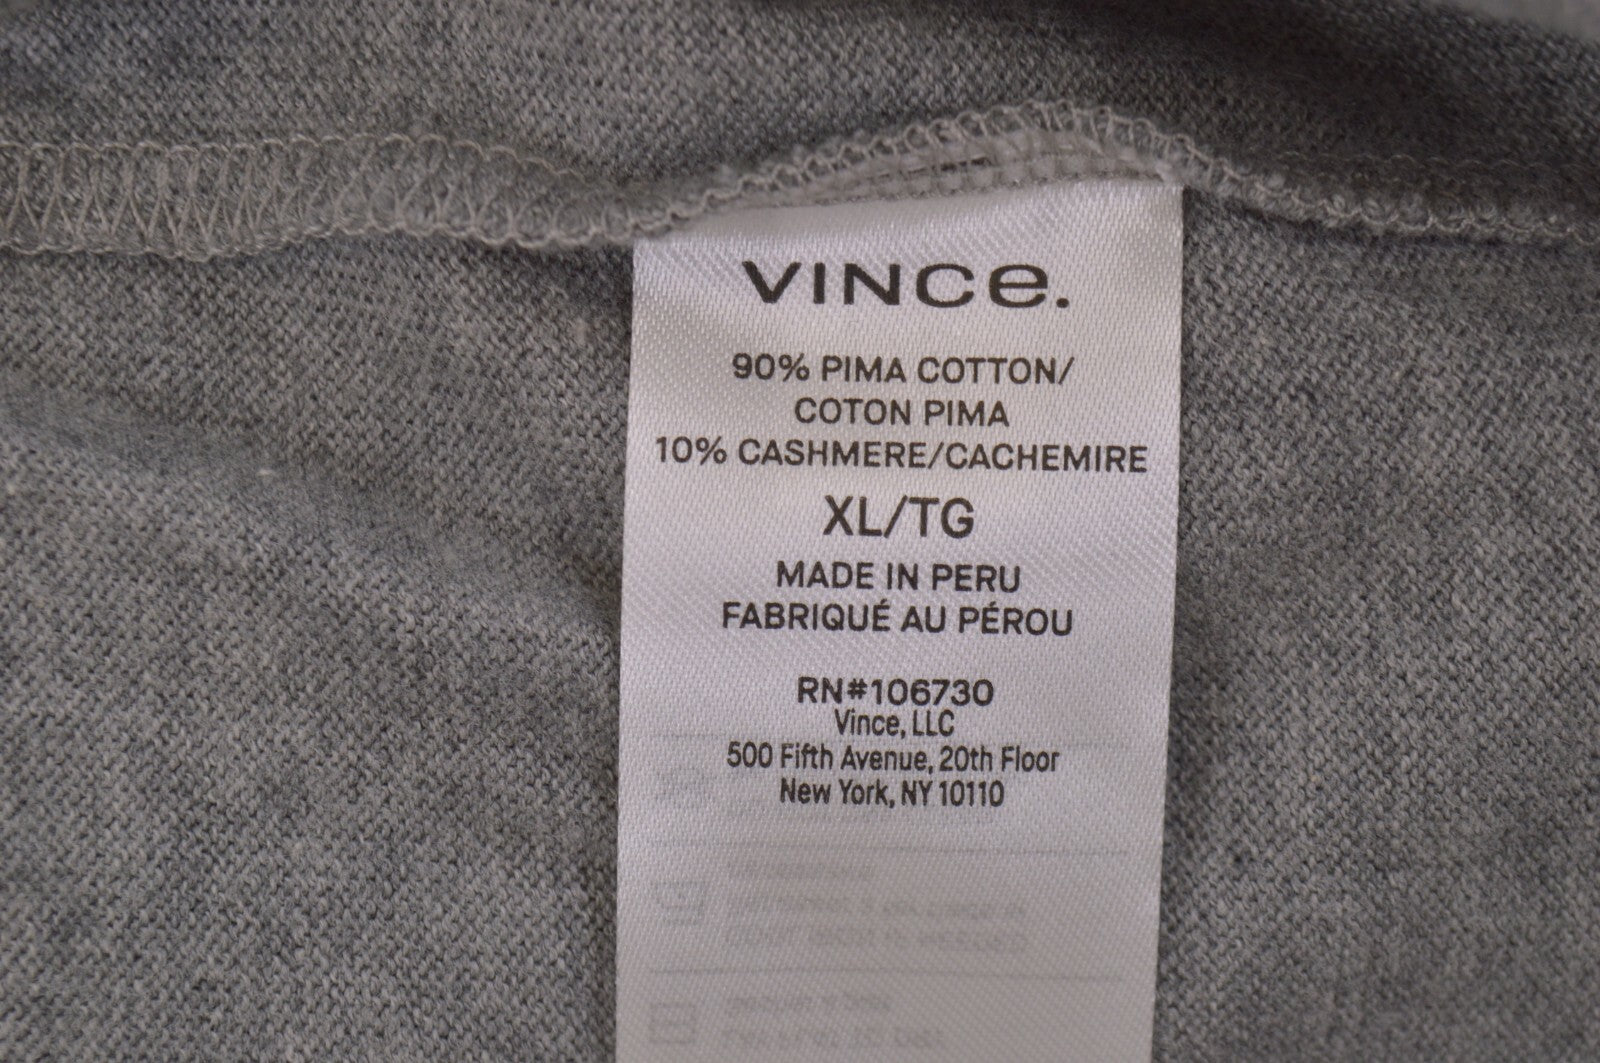 VINCe.
90% PIMA COTTON/
COTON PIMA
10% CASHMERE/CACHEMIRE
XL/TG
MADE IN PERU
FABRIQUÉ AU PÉROU
RN#106730
Vince, LLC
500 Fifth Avenue, 20th Floor
New York, NY 10110